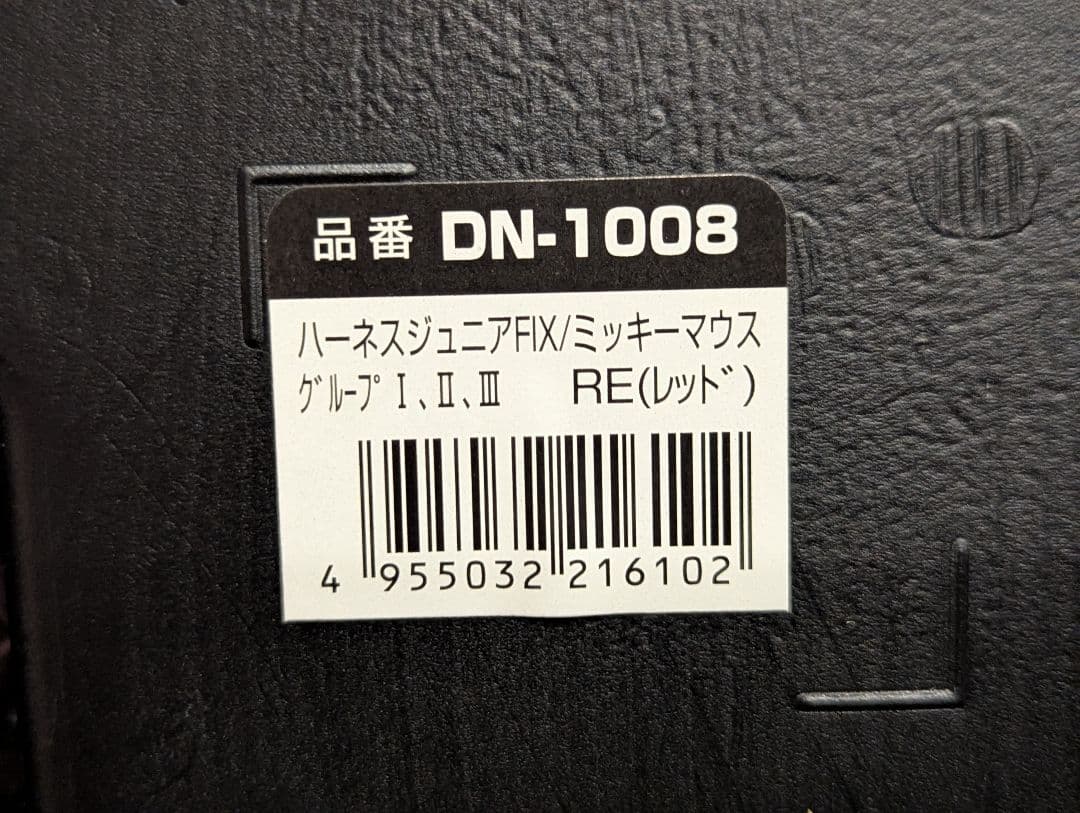 品番 DN-1008
ハーネスジュニアFIX/ミッキーマウス
ｸﾞﾙｰﾌﾟ Ⅰ、Ⅱ、Ⅲ RE(ﾚｯﾄﾞ)
4 955032 216102